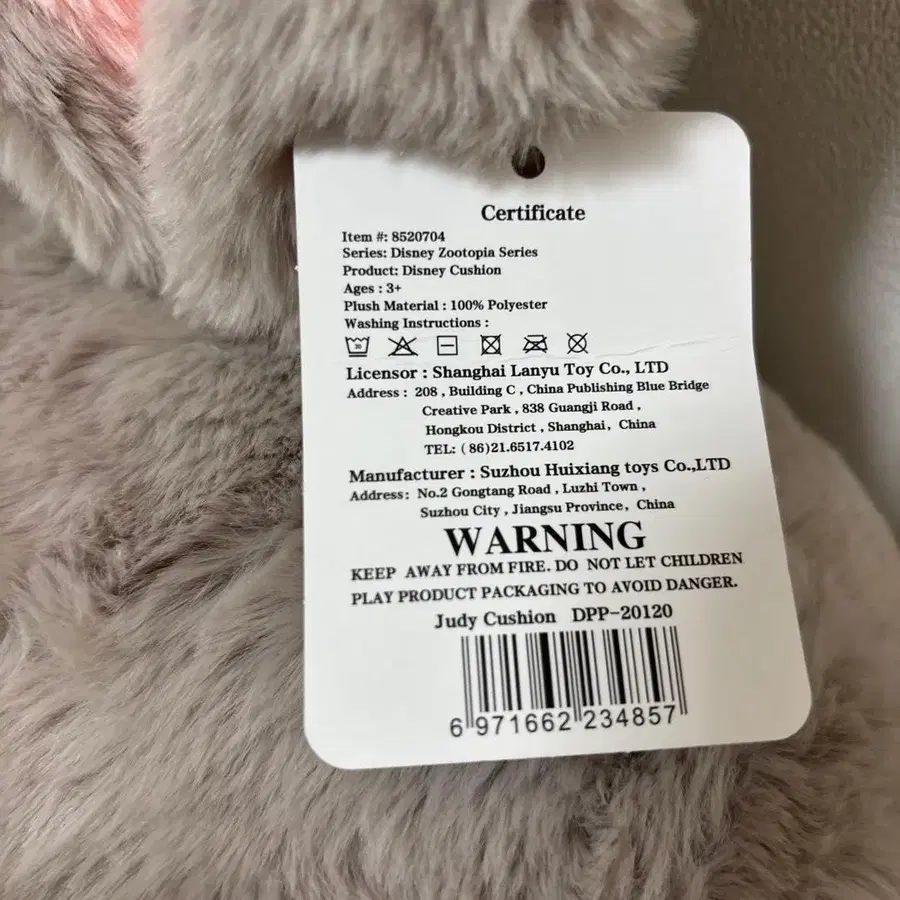 Certificate
Item #: 8520704
Series: Disney Zootopia Series
Product: Disney Cushion
Ages : 3+
Plush Material : 100% Polyester
Washing Instructions :
30
Licensor : Shanghai Lanyu Toy Co., LTD
Address : 208 , Building C , China Publishing Blue Bridge
Creative Park , 838 Guangji Road ,
Hongkou District , Shanghai, China
TEL: ( 86)21.6517.4102
Manufacturer : Suzhou Huixiang toys Co.,LTD
Address: No.2 Gongtang Road , Luzhi Town ,
Suzhou City , Jiangsu Province, China
WARNING
KEEP AWAY FROM FIRE. DO NOT LET CHILDREN
PLAY PRODUCT PACKAGING TO AVOID DANGER.
Judy Cushion DPP-20120
6 971662 234857